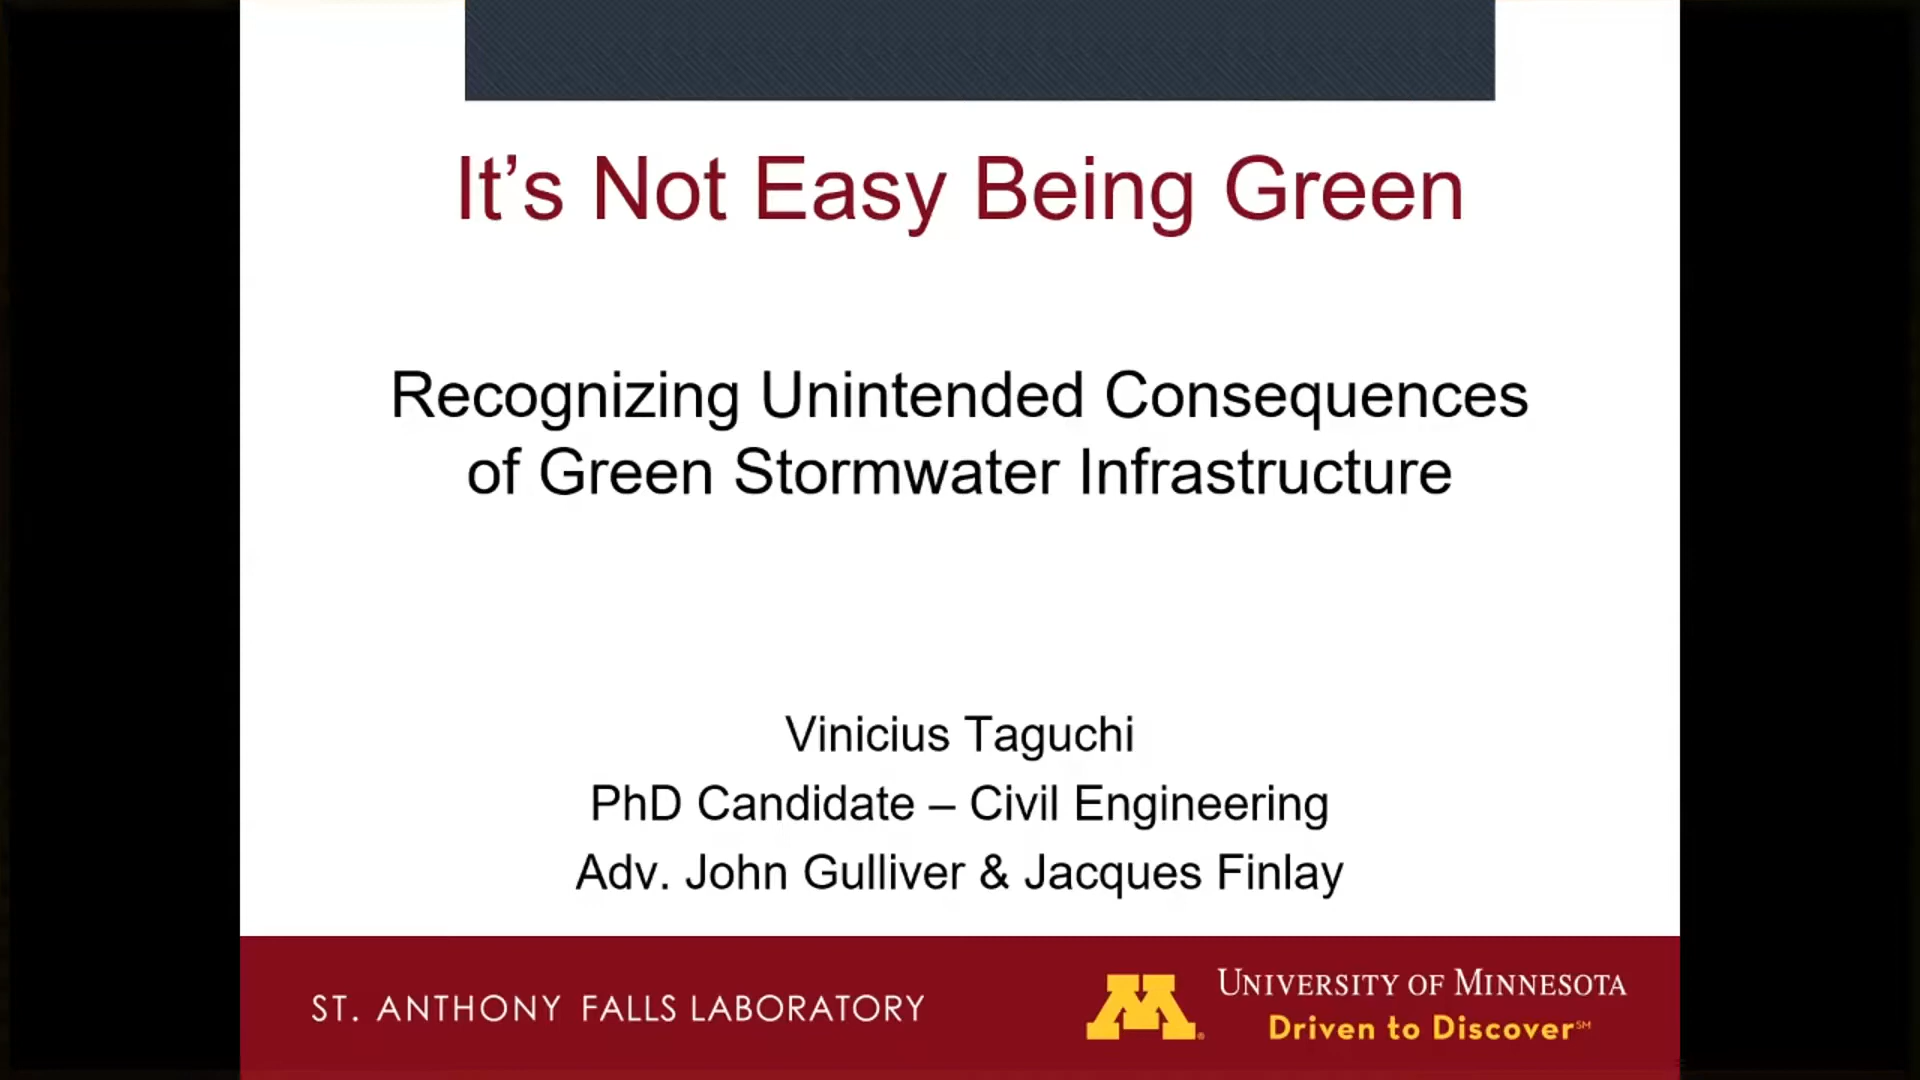 It’s Not Easy Being Green
Recognizing Unintended Consequences
of Green Stormwater Infrastructure
Vinicius Taguchi
PhD Candidate – Civil Engineering
Adv. John Gulliver & Jacques Finlay
ST. ANTHONY FALLS LABORATORY
M®
UNIVERSITY OF MINNESOTA
Driven to Discover℠